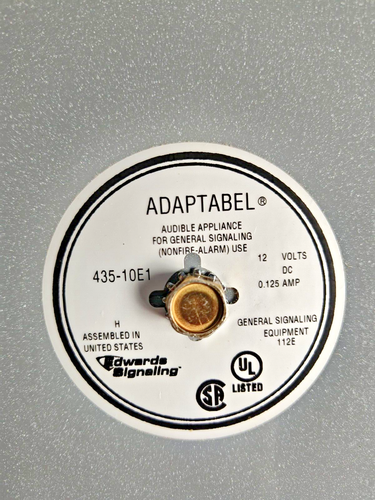 ADAPTABEL®
AUDIBLE APPLIANCE
FOR GENERAL SIGNALING
(NONFIRE-ALARM) USE
435-10E1
12 VOLTS
DC
0.125 AMP
H
ASSEMBLED IN
UNITED STATES
Edwards
Signaling™
GENERAL SIGNALING
EQUIPMENT
112E
UL
LISTED
SA